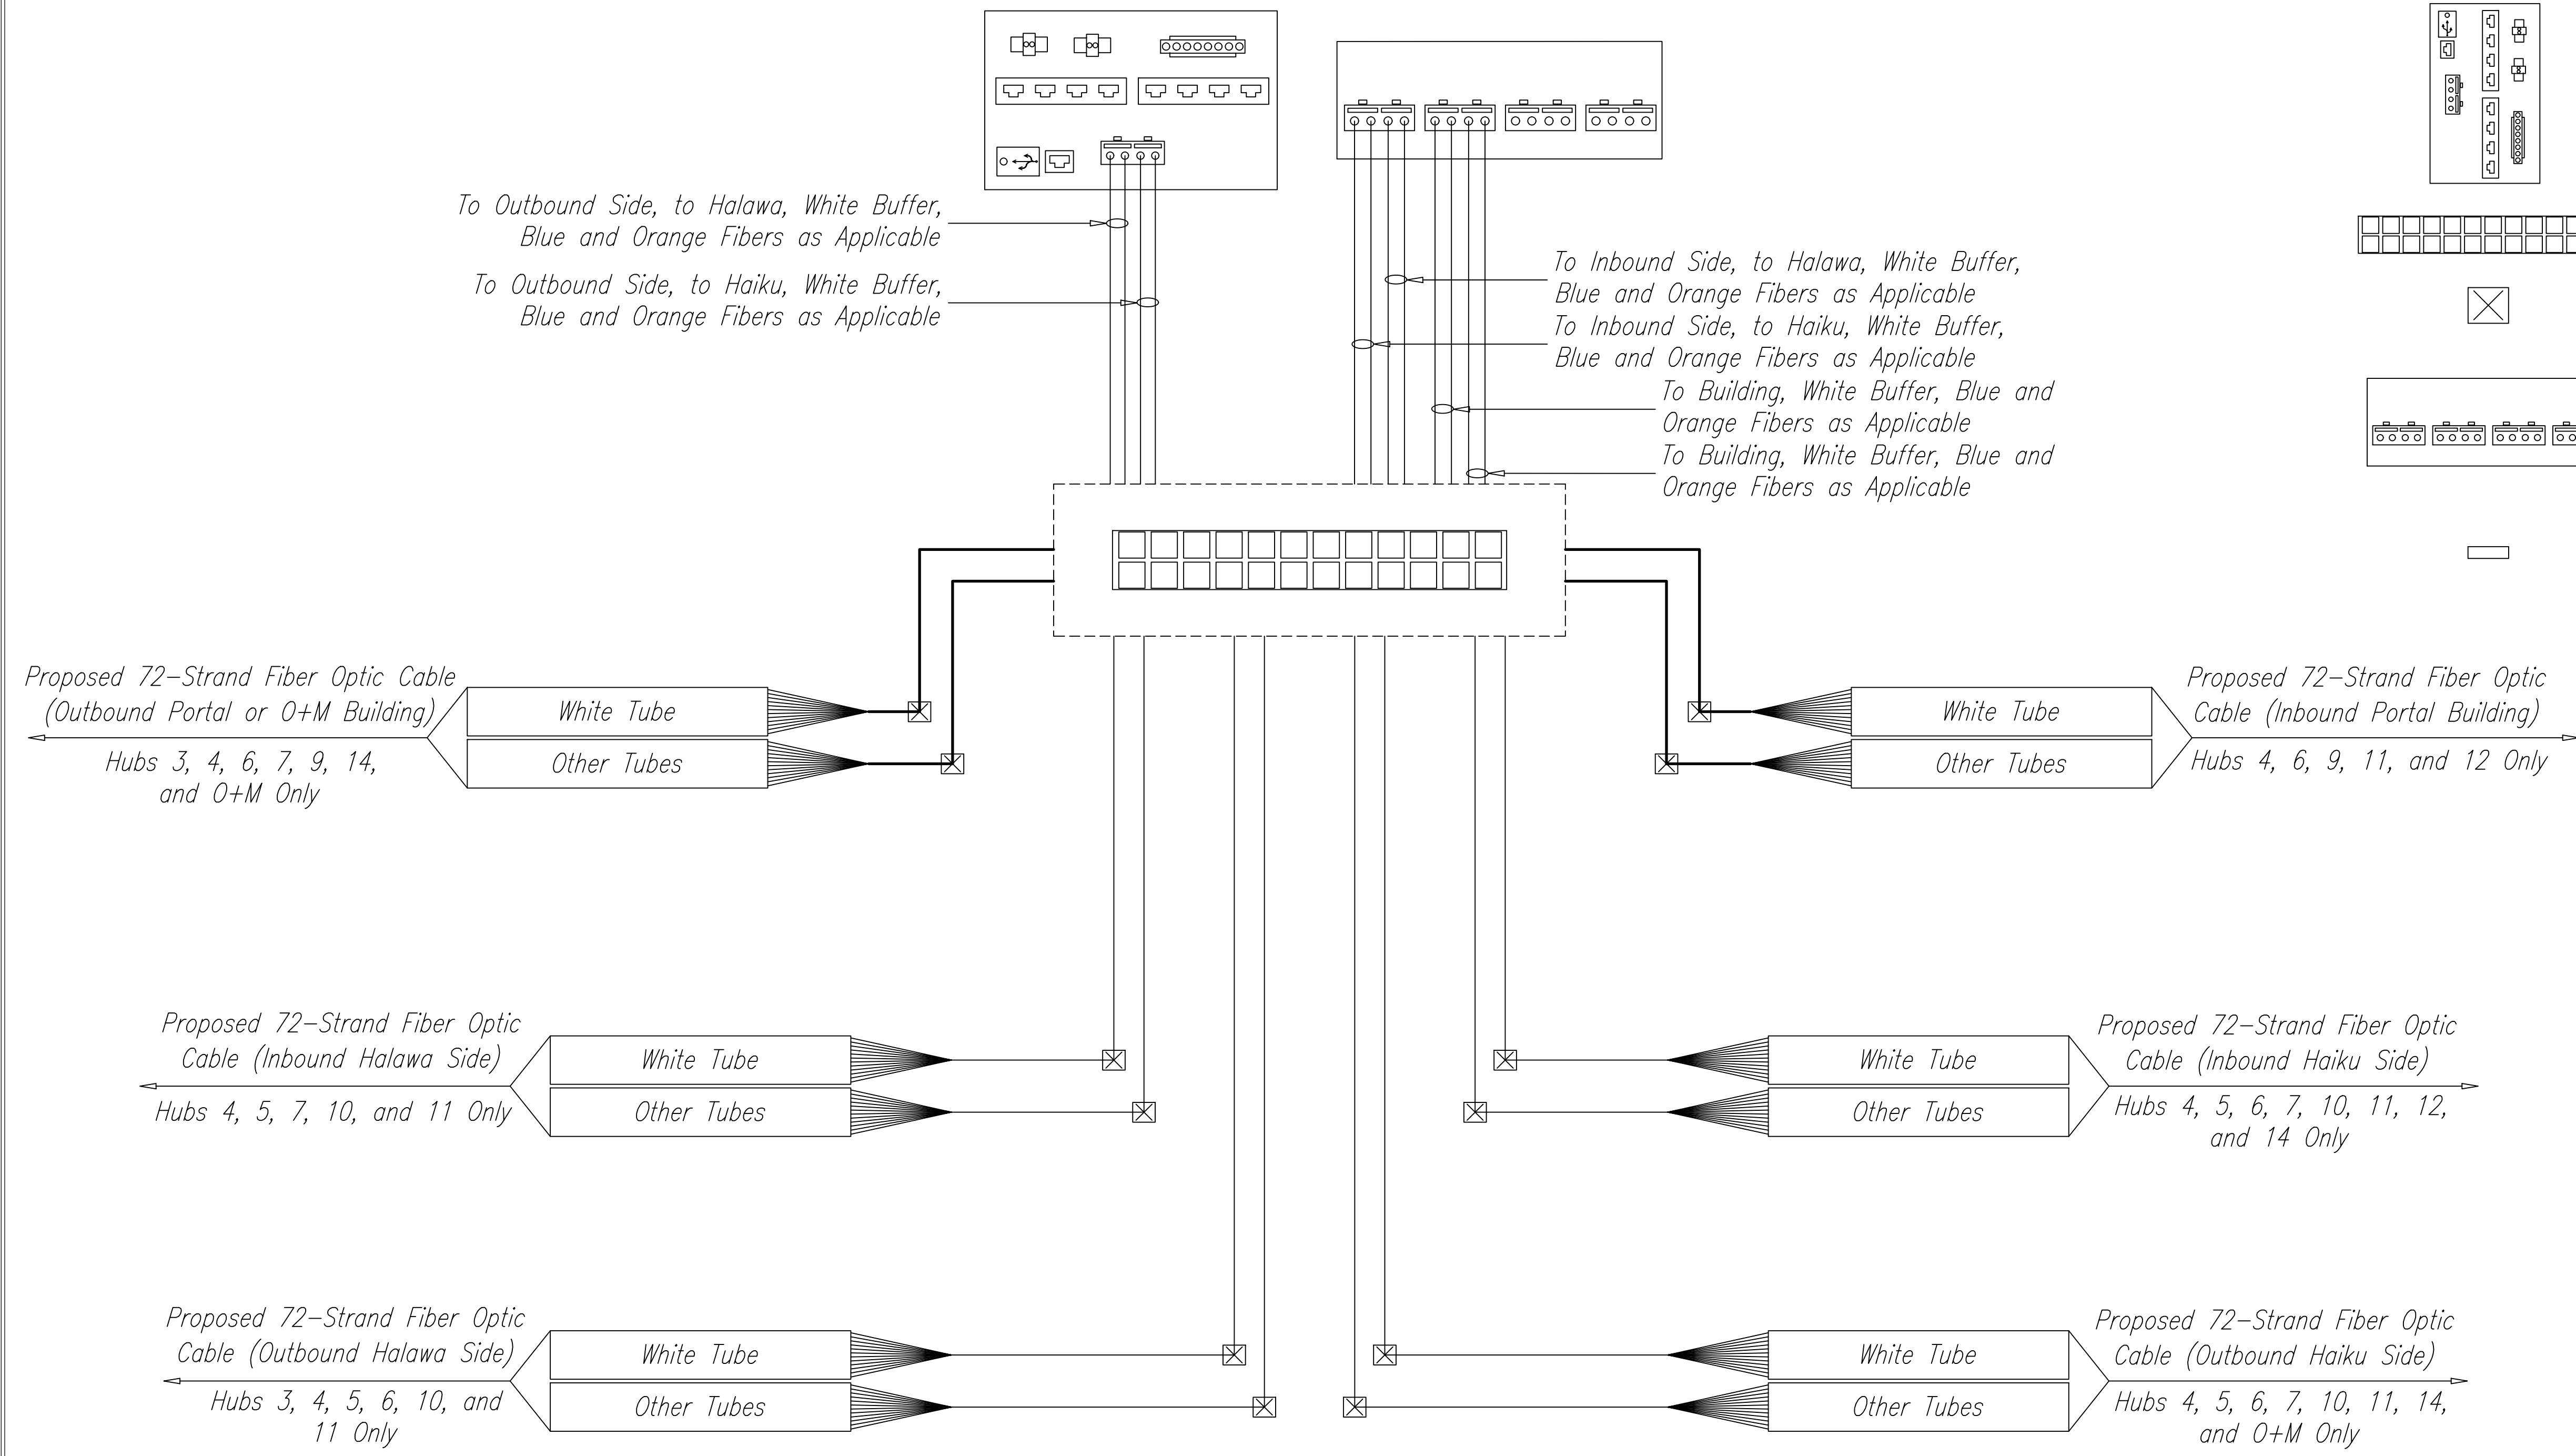 To Outbound Side, to Halawa, White Buffer,
Blue and Orange Fibers as Applicable
To Outbound Side, to Haiku, White Buffer,
Blue and Orange Fibers as Applicable
To Inbound Side, to Halawa, White Buffer,
Blue and Orange Fibers as Applicable
To Inbound Side, to Haiku, White Buffer,
Blue and Orange Fibers as Applicable
To Building, White Buffer, Blue and
Orange Fibers as Applicable
To Building, White Buffer, Blue and
Orange Fibers as Applicable
Proposed 72-Strand Fiber Optic Cable
(Outbound Portal or O+M Building)
Hubs 3, 4, 6, 7, 9, 14,
and O+M Only
White Tube
Other Tubes
White Tube
Other Tubes
Proposed 72-Strand Fiber Optic
Cable (Inbound Portal Building)
Hubs 4, 6, 9, 11, and 12 Only
Proposed 72-Strand Fiber Optic
Cable (Inbound Halawa Side)
Hubs 4, 5, 7, 10, and 11 Only
White Tube
Other Tubes
White Tube
Other Tubes
Proposed 72-Strand Fiber Optic
Cable (Inbound Haiku Side)
Hubs 4, 5, 6, 7, 10, 11, 12,
and 14 Only
Proposed 72-Strand Fiber Optic
Cable (Outbound Halawa Side)
Hubs 3, 4, 5, 6, 10, and
11 Only
White Tube
Other Tubes
White Tube
Other Tubes
Proposed 72-Strand Fiber Optic
Cable (Outbound Haiku Side)
Hubs 4, 5, 6, 7, 10, 11, 14,
and O+M Only